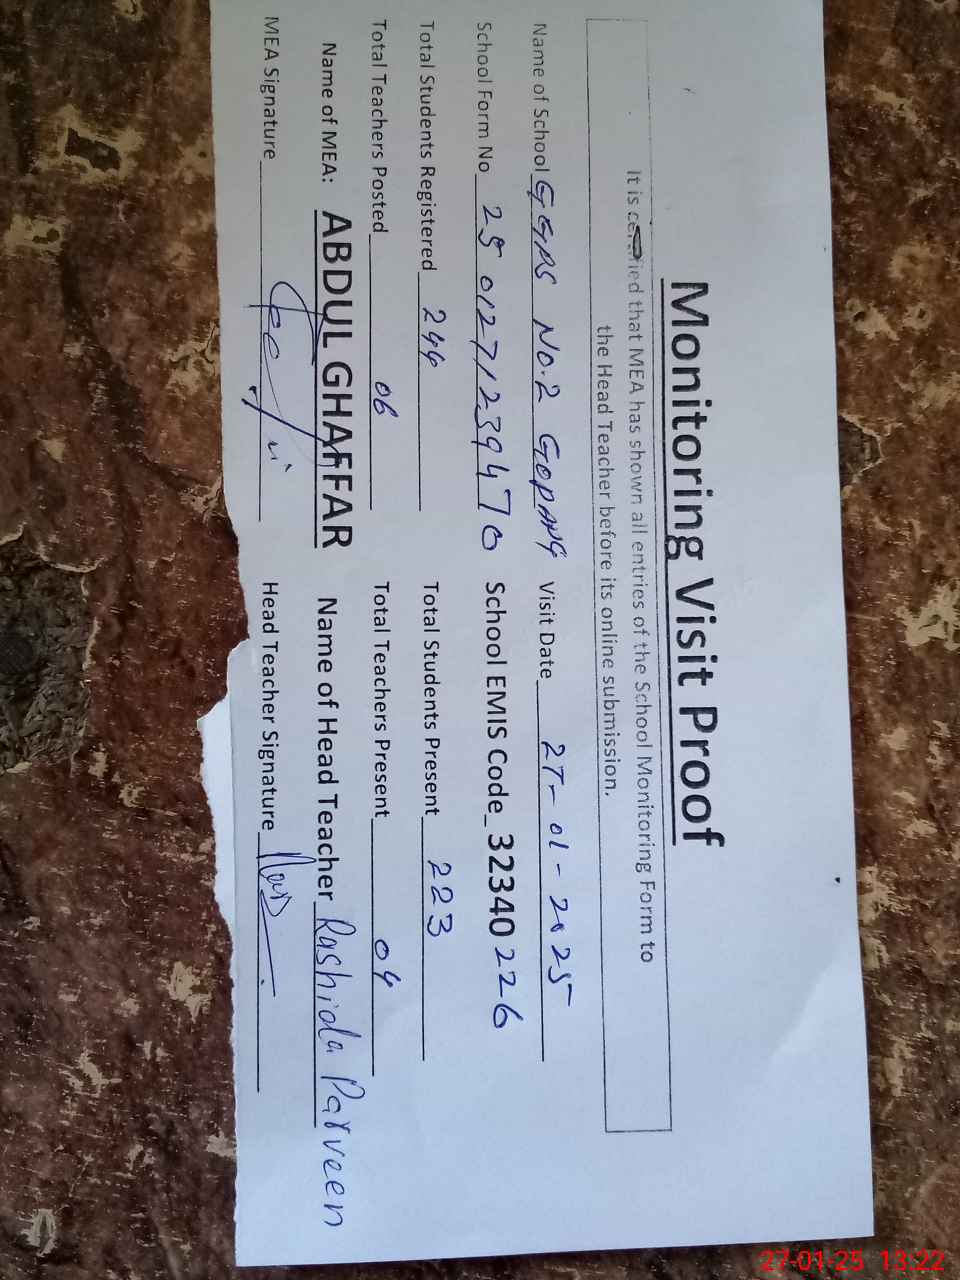 Monitoring Visit Proof
It is certified that MEA has shown all entries of the School Monitoring Form to
the Head Teacher before its online submission.
Name of School GGPS No.2 GOPANG Visit Date 27-01-2025
School Form No 250127123947 School EMIS Code 32340226
Total Students Registered 244 Total Students Present 223
Total Teachers Posted 06 Total Teachers Present 04
Name of MEA: ABDUL GHAFFAR Name of Head Teacher Rashida Parveen
MEA Signature Head Teacher Signature
27-01-25 13:22